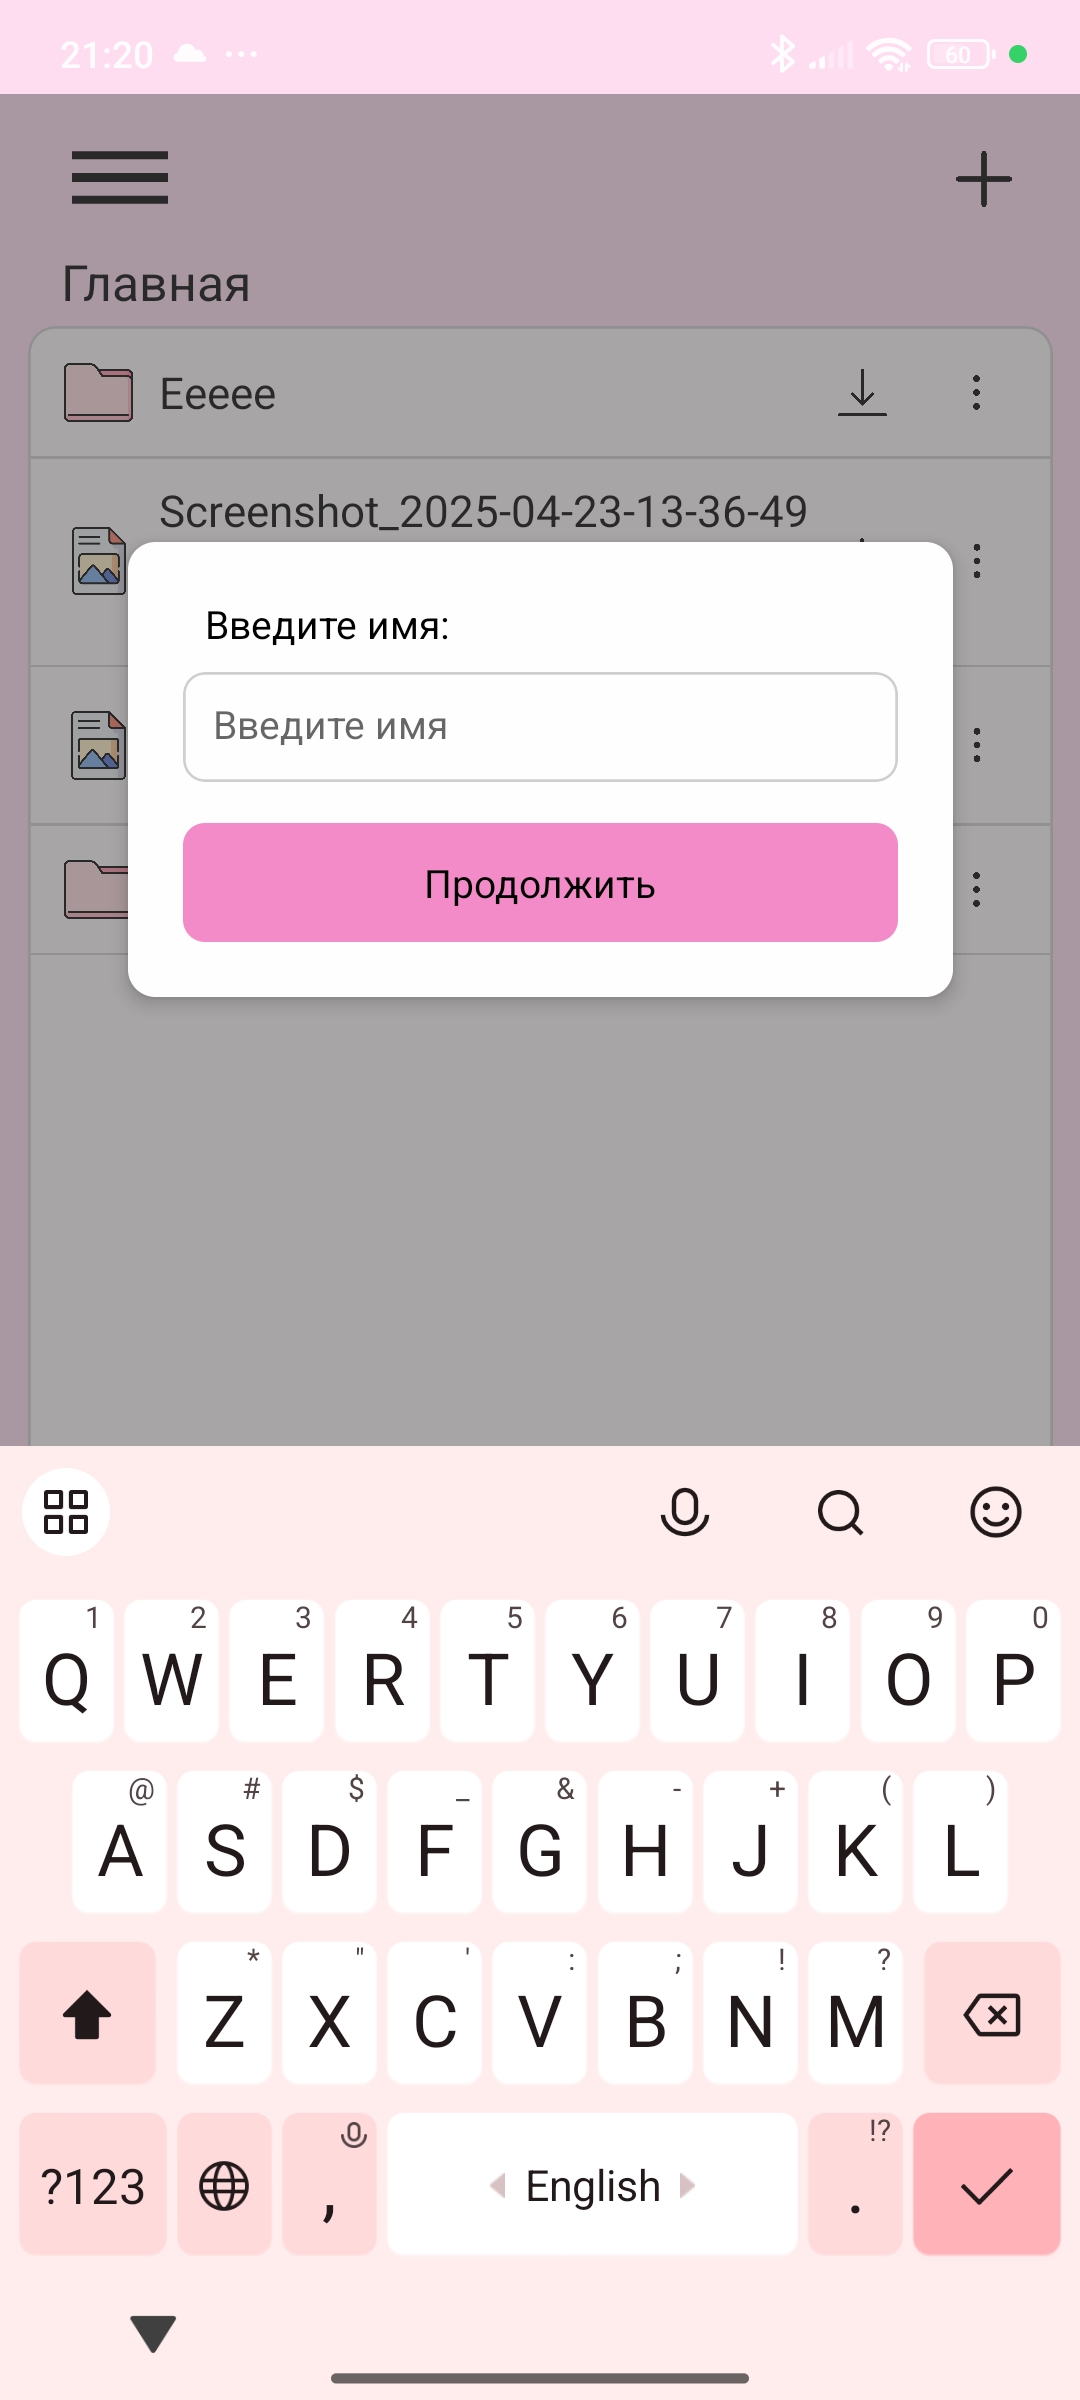 21:20
60
Главная
Eeeee
Screenshot_2025-04-23-13-36-49
Введите имя:
Введите имя
Продолжить
1 2 3 4 5 6 7 8 9 0
Q W E R T Y U I O P
@ # $ _ & - + ( )
A S D F G H J K L
* " ' : ; ! ?
Z X C V B N M
!?
?123 , English .